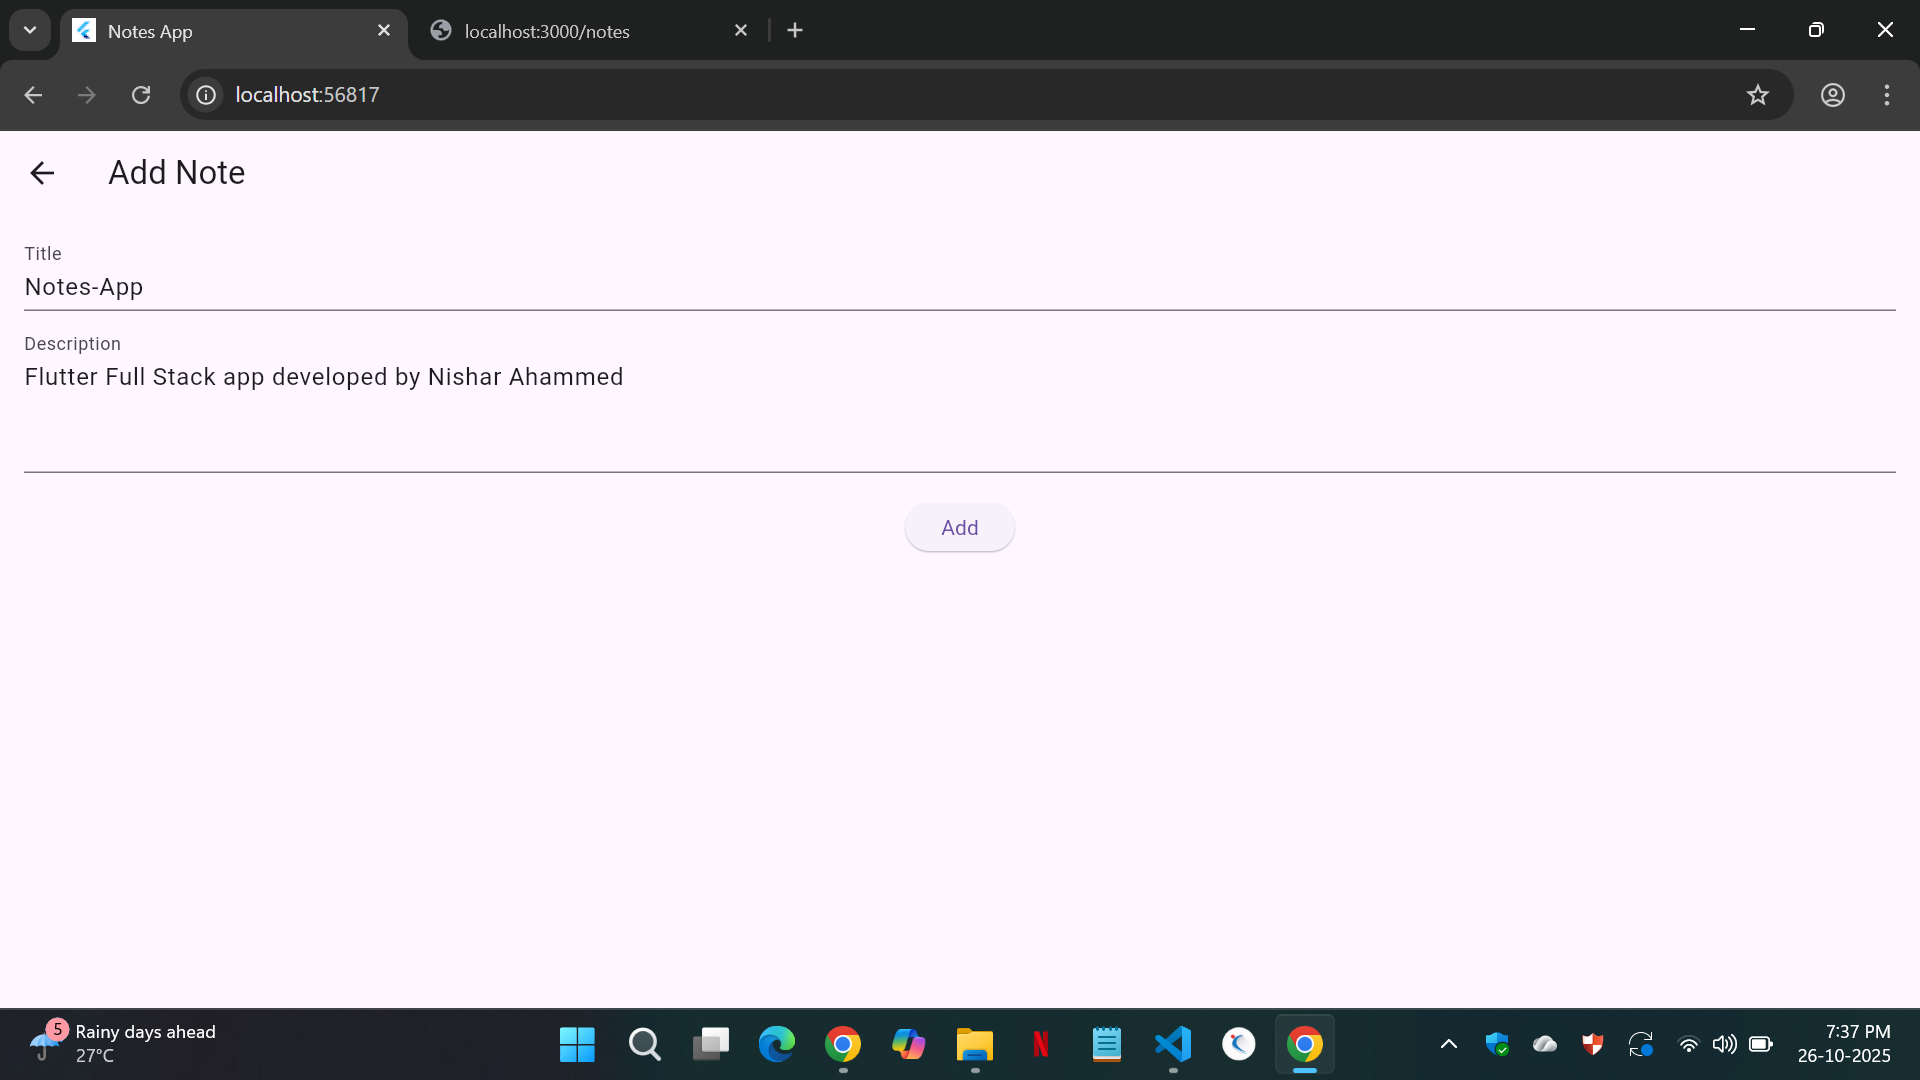 Notes App
localhost:3000/notes
localhost:56817
Add Note
Title
Notes-App
Description
Flutter Full Stack app developed by Nishar Ahammed
Add
5
Rainy days ahead
27°C
N
7:37 PM
26-10-2025